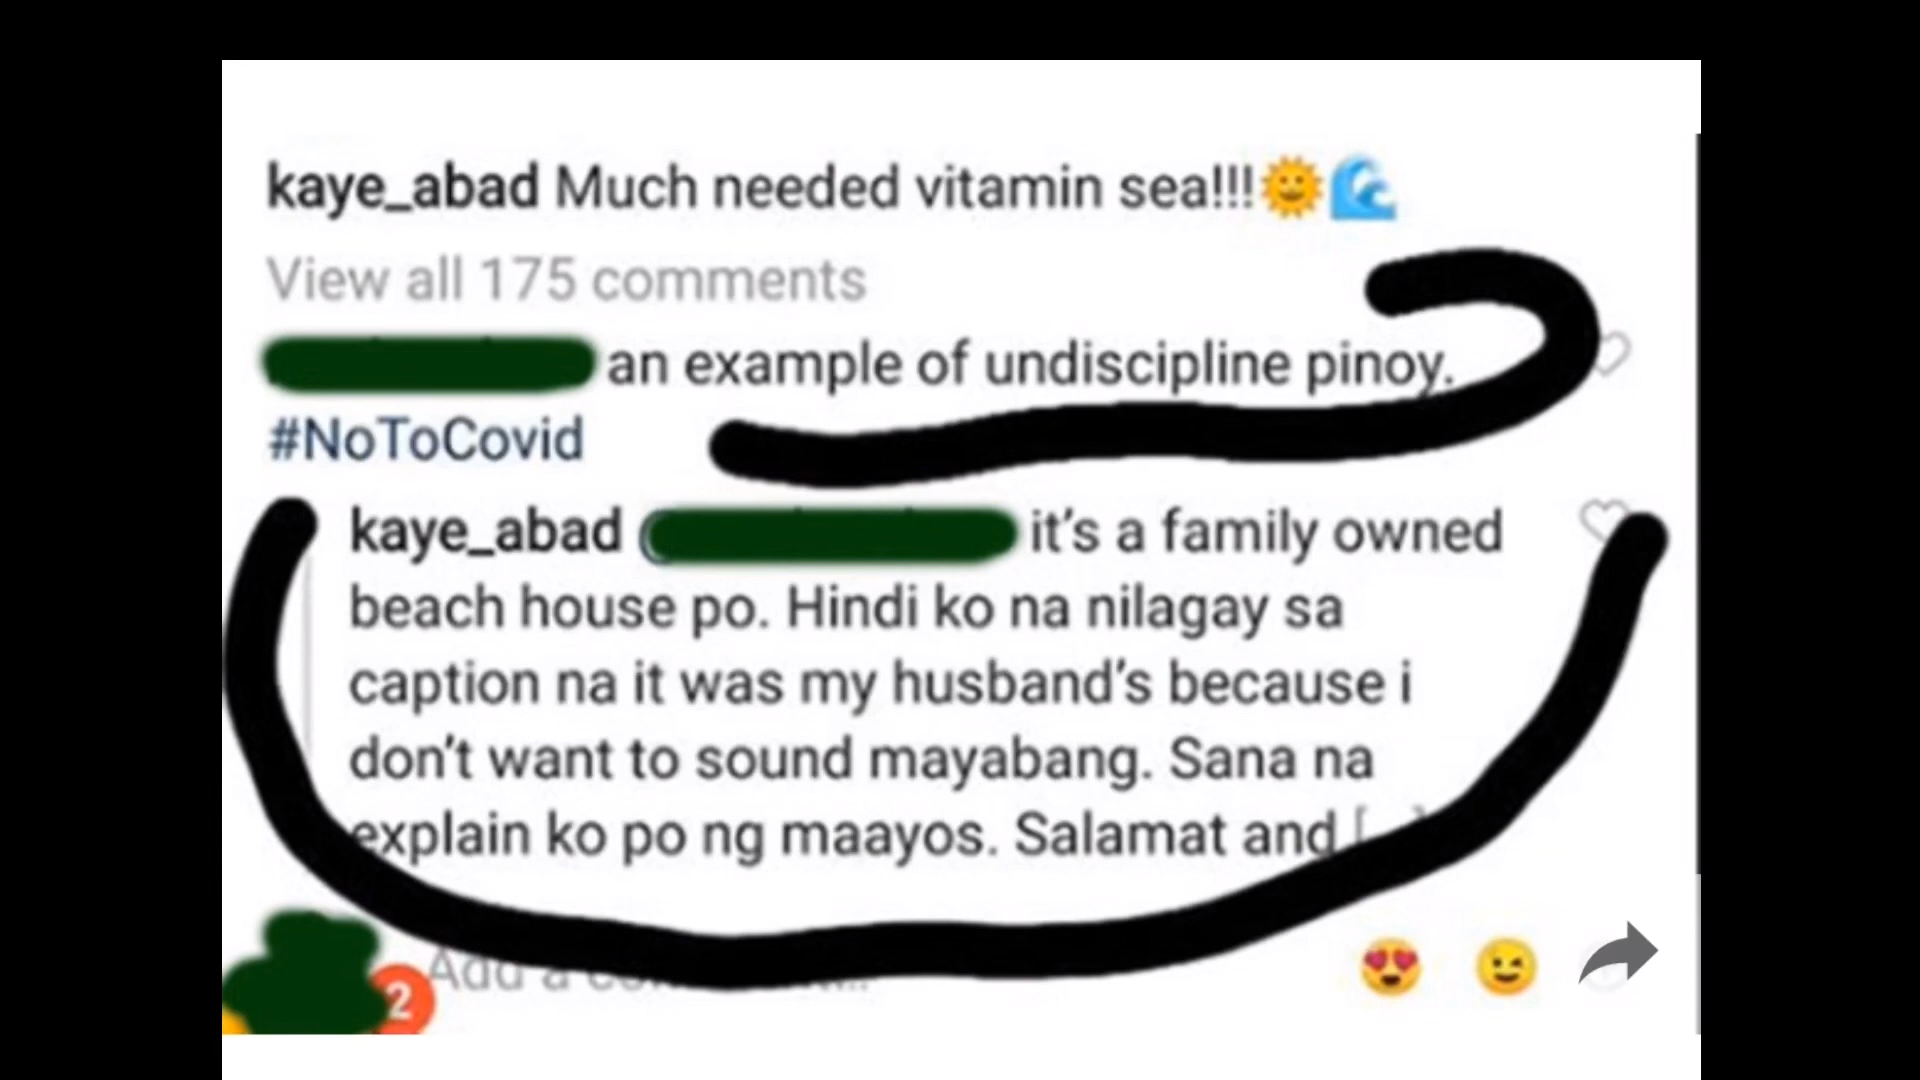 kaye_abad Much needed vitamin sea!!!🌞🌊
View all 175 comments
an example of undiscipline pinoy.
#NoToCovid
kaye_abad it's a family owned
beach house po. Hindi ko na nilagay sa
caption na it was my husband's because i
don't want to sound mayabang. Sana na
explain ko po ng maayos. Salamat and
2 Add a